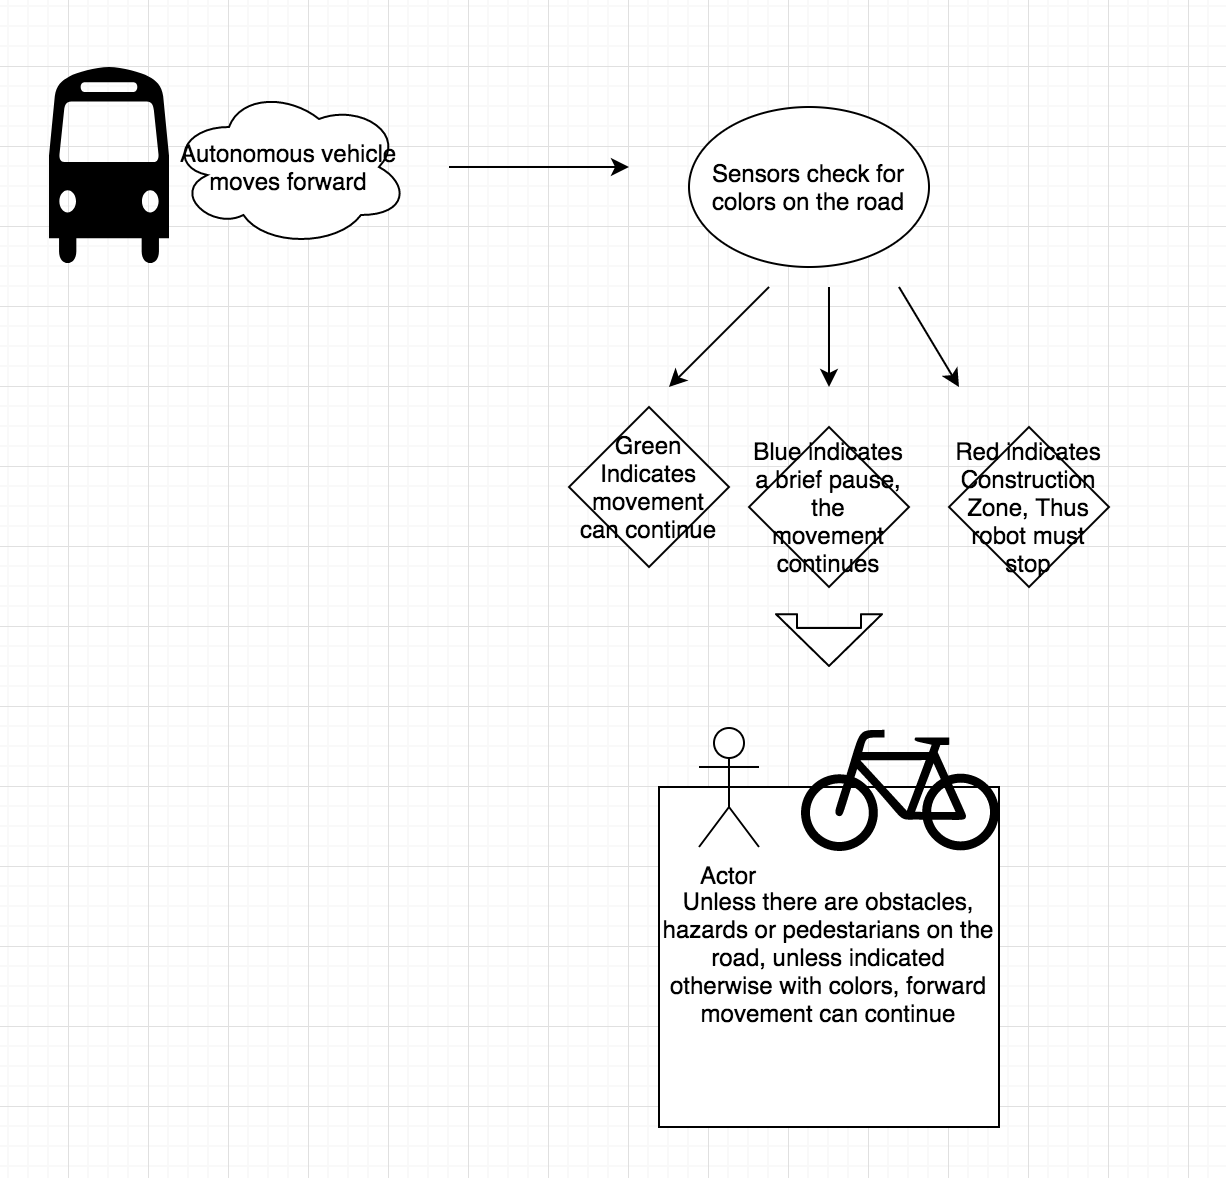 Autonomous vehicle
moves forward
Sensors check for
colors on the road
Green
Indicates
movement
can continue
Blue indicates
a brief pause,
the
movement
continues
Red indicates
Construction
Zone, Thus
robot must
stop
Actor
Unless there are obstacles,
hazards or pedestarians on the
road, unless indicated
otherwise with colors, forward
movement can continue